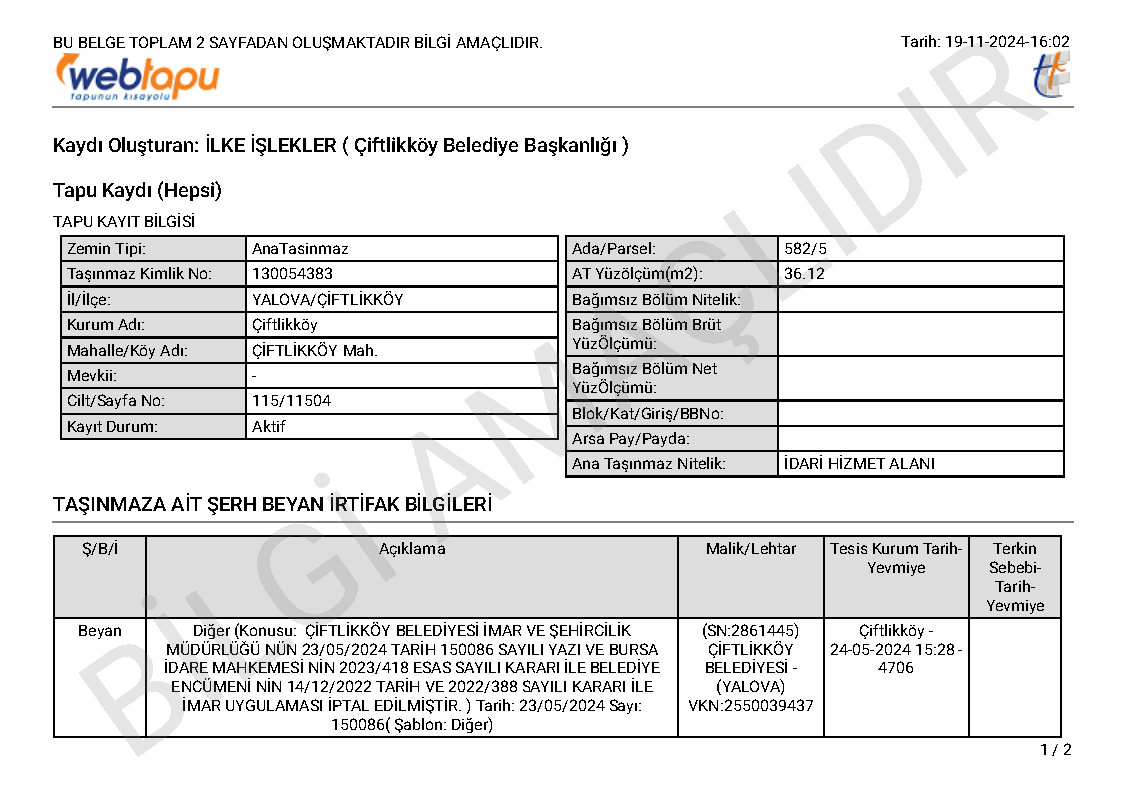 BU BELGE TOPLAM 2 SAYFADAN OLUŞMAKTADIR BİLGİ AMAÇLIDIR.
Tarih: 19-11-2024-16:02
webtapu
tapunun kısayolu
Kaydı Oluşturan: İLKE İŞLEKLER ( Çiftlikköy Belediye Başkanlığı )
Tapu Kaydı (Hepsi)
TAPU KAYIT BİLGİSİ
Zemin Tipi: AnaTasinmaz
Taşınmaz Kimlik No: 130054383
İl/İlçe: YALOVA/ÇİFTLİKKÖY
Kurum Adı: Çiftlikköy
Mahalle/Köy Adı: ÇİFTLİKKÖY Mah.
Mevkii: -
Cilt/Sayfa No: 115/11504
Kayıt Durum: Aktif
Ada/Parsel: 582/5
AT Yüzölçüm(m2): 36.12
Bağımsız Bölüm Nitelik:
Bağımsız Bölüm Brüt
YüzÖlçümü:
Bağımsız Bölüm Net
YüzÖlçümü:
Blok/Kat/Giriş/BBNo:
Arsa Pay/Payda:
Ana Taşınmaz Nitelik: İDARİ HİZMET ALANI
TAŞINMAZA AİT ŞERH BEYAN İRTİFAK BİLGİLERİ
Ş/B/İ
Açıklama
Malik/Lehtar
Tesis Kurum Tarih-
Yevmiye
Terkin
Sebebi-
Tarih-
Yevmiye
Beyan
Diğer (Konusu: ÇİFTLİKKÖY BELEDİYESİ İMAR VE ŞEHİRCİLİK
MÜDÜRLÜĞÜ NÜN 23/05/2024 TARİH 150086 SAYILI YAZI VE BURSA
İDARE MAHKEMESİ NİN 2023/418 ESAS SAYILI KARARI İLE BELEDİYE
ENCÜMENİ NİN 14/12/2022 TARİH VE 2022/388 SAYILI KARARI İLE
İMAR UYGULAMASI İPTAL EDİLMİŞTİR. ) Tarih: 23/05/2024 Sayı:
150086( Şablon: Diğer)
(SN:2861445)
ÇİFTLİKKÖY
BELEDİYESİ -
(YALOVA)
VKN:2550039437
Çiftlikköy -
24-05-2024 15:28 -
4706
1 / 2
BİLGİ AMAÇLIDIR